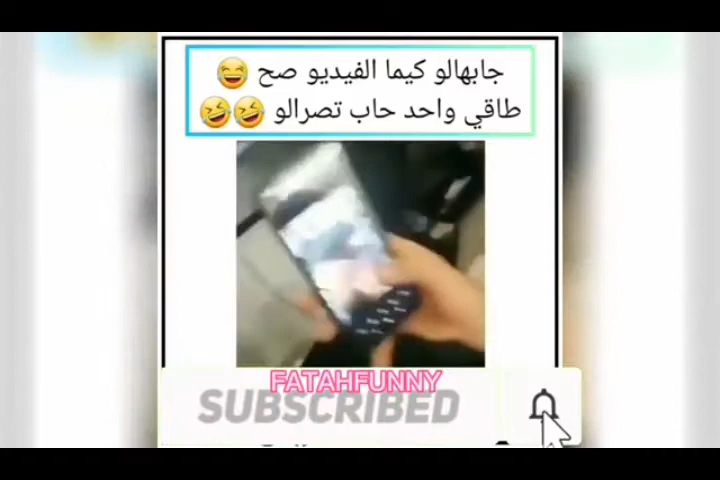 جابهالو كيما الفيديو صح 😅
طاقي واحد حاب تصرالو 🤣🤣
FATAHFUNNY
SUBSCRIBED